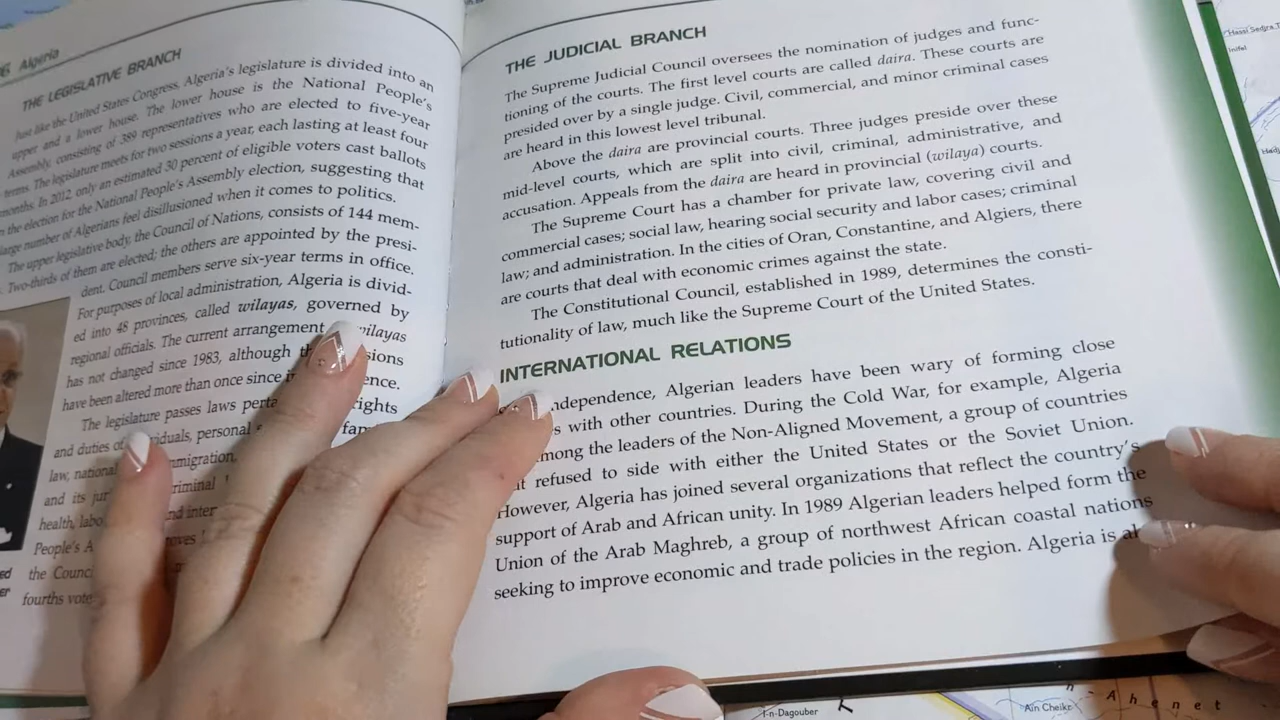 6 Algeria
THE LEGISLATIVE BRANCH
Just like the United States Congress, Algeria's legislature is divided into an
upper and a lower house. The lower house is the National People's
Assembly, consisting of 389 representatives who are elected to five-year
terms. The legislature meets for two sessions a year, each lasting at least four
months. In 2012, only an estimated 30 percent of eligible voters cast ballots
the election for the National People's Assembly election, suggesting that
large number of Algerians feel disillusioned when it comes to politics.
The upper legislative body, the Council of Nations, consists of 144 mem-
Two-thirds of them are elected; the others are appointed by the presi-
dent. Council members serve six-year terms in office.
For purposes of local administration, Algeria is divid-
ed into 48 provinces, called wilayas, governed by
regional officials. The current arrangement wilayas
has not changed since 1983, although
have been altered more than once since
The legislature passes laws rights
and duties of personal
law, national
and its
health,
People's
the
fourths vote
THE JUDICIAL BRANCH
The Supreme Judicial Council oversees the nomination of judges and func-
tioning of the courts. The first level courts are called daira. These courts are
presided over by a single judge. Civil, commercial, and minor criminal cases
are heard in this lowest level tribunal.
Above the daira are provincial courts. Three judges preside over these
mid-level courts, which are split into civil, criminal, administrative, and
accusation. Appeals from the daira are heard in provincial (wilaya) courts.
The Supreme Court has a chamber for private law, covering civil and
commercial cases; social law, hearing social security and labor cases; criminal
law; and administration. In the cities of Oran, Constantine, and Algiers, there
are courts that deal with economic crimes against the state.
The Constitutional Council, established in 1989, determines the consti-
tutionality of law, much like the Supreme Court of the United States.
INTERNATIONAL RELATIONS
Algerian leaders have been wary of forming close
with other countries. During the Cold War, for example, Algeria
among the leaders of the Non-Aligned Movement, a group of countries
refused to side with either the United States or the Soviet Union.
However, Algeria has joined several organizations that reflect the country's
support of Arab and African unity. In 1989 Algerian leaders helped form the
Union of the Arab Maghreb, a group of northwest African coastal nations
seeking to improve economic and trade policies in the region. Algeria is
Hassi Sedjra T
Inifel
I-n-Dagouber
Aïn Cheikr
n - Ahenet